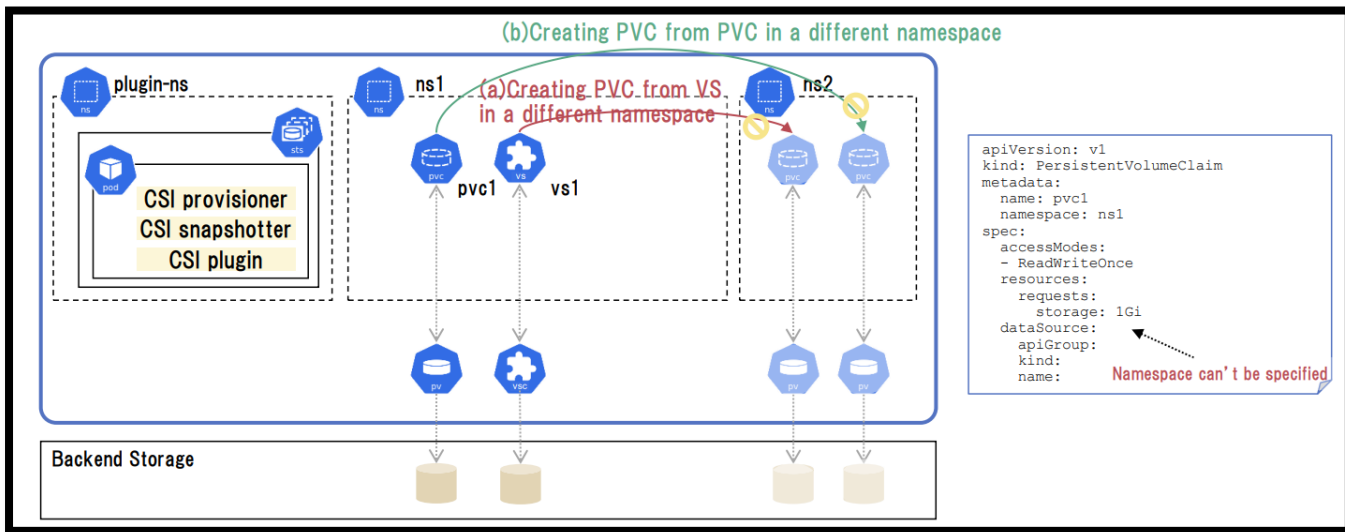 (b)Creating PVC from PVC in a different namespace
plugin-ns
ns
ns1
ns
(a)Creating PVC from VS
in a different namespace
ns2
ns
sts
pod
CSI provisioner
CSI snapshotter
CSI plugin
pvc
pvc1
vs
vs1
pvc
pvc
pv
vsc
pv
pv
Backend Storage
apiVersion: v1
kind: PersistentVolumeClaim
metadata:
  name: pvc1
  namespace: ns1
spec:
  accessModes:
  - ReadWriteOnce
  resources:
    requests:
      storage: 1Gi
  dataSource:
    apiGroup:
    kind:
    name:
Namespace can't be specified